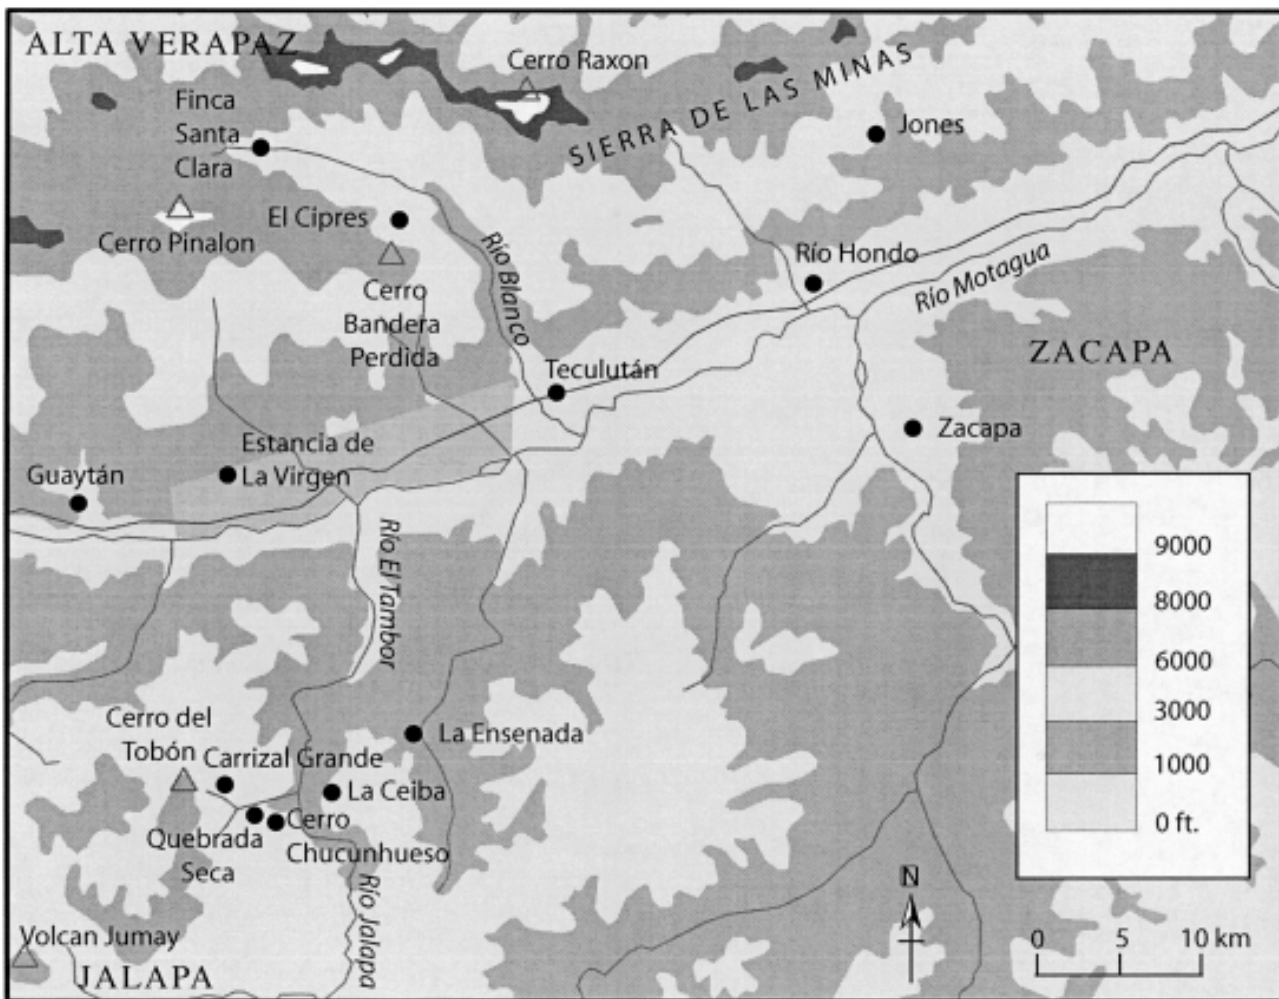 ALTA VERAPAZ
Cerro Raxon
SIERRA DE LAS MINAS
Finca
Santa
Clara
Jones
El Cipres
Cerro Pinalon
Río Blanco
Río Hondo
Río Motagua
Cerro
Bandera
Perdida
ZACAPA
Teculután
Zacapa
Estancia de
La Virgen
Guaytán
Río El Tambor
9000
8000
6000
3000
1000
0 ft.
Cerro del
Tobón
Carrizal Grande
La Ensenada
La Ceiba
Quebrada
Seca
Cerro
Chucunhueso
Río Jalapa
N
Volcan Jumay
JALAPA
0 5 10 km